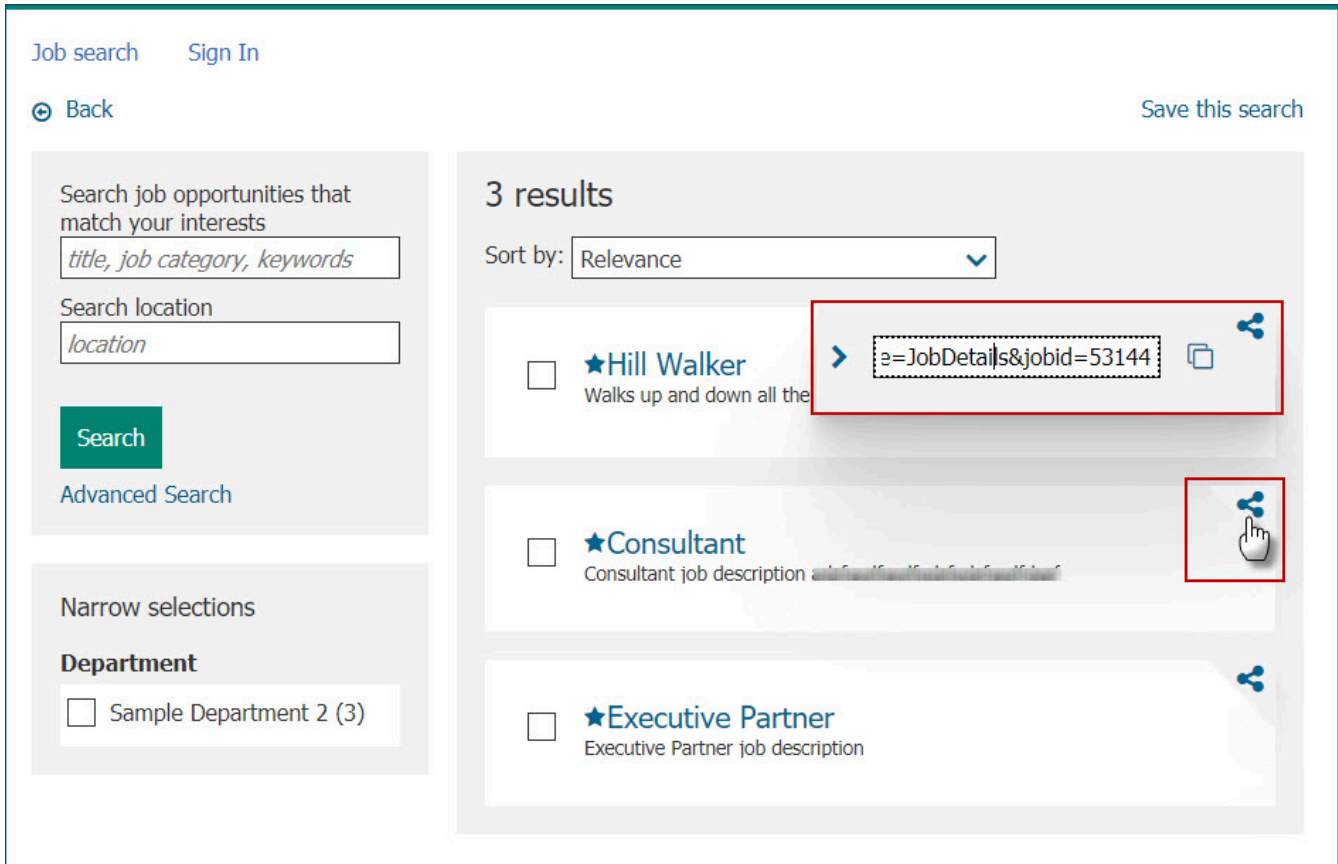 Job search Sign In
Back Save this search
Search job opportunities that
match your interests
title, job category, keywords
Search location
location
Search
Advanced Search
Narrow selections
Department
Sample Department 2 (3)
3 results
Sort by: Relevance
★Hill Walker
Walks up and down all the
e=JobDetails&jobid=53144
★Consultant
Consultant job description
★Executive Partner
Executive Partner job description